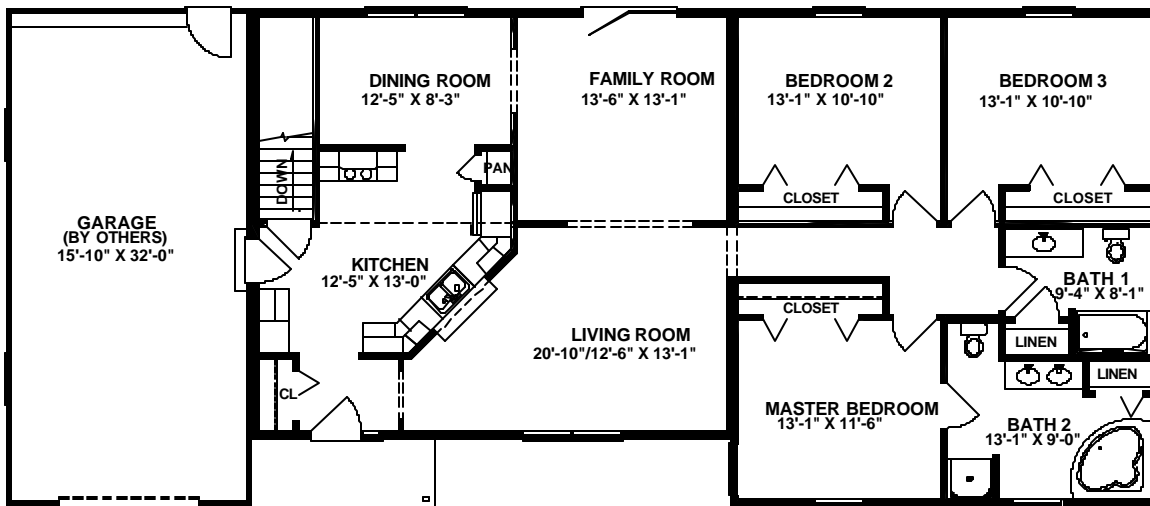 DINING ROOM
12'-5" X 8'-3"
FAMILY ROOM
13'-6" X 13'-1"
BEDROOM 2
13'-1" X 10'-10"
BEDROOM 3
13'-1" X 10'-10"
DOWN
PAN
CLOSET
CLOSET
GARAGE
(BY OTHERS)
15'-10" X 32'-0"
KITCHEN
12'-5" X 13'-0"
BATH 1
9'-4" X 8'-1"
CLOSET
LIVING ROOM
20'-10"/12'-6" X 13'-1"
LINEN
LINEN
CL
MASTER BEDROOM
13'-1" X 11'-6"
BATH 2
13'-1" X 9'-0"